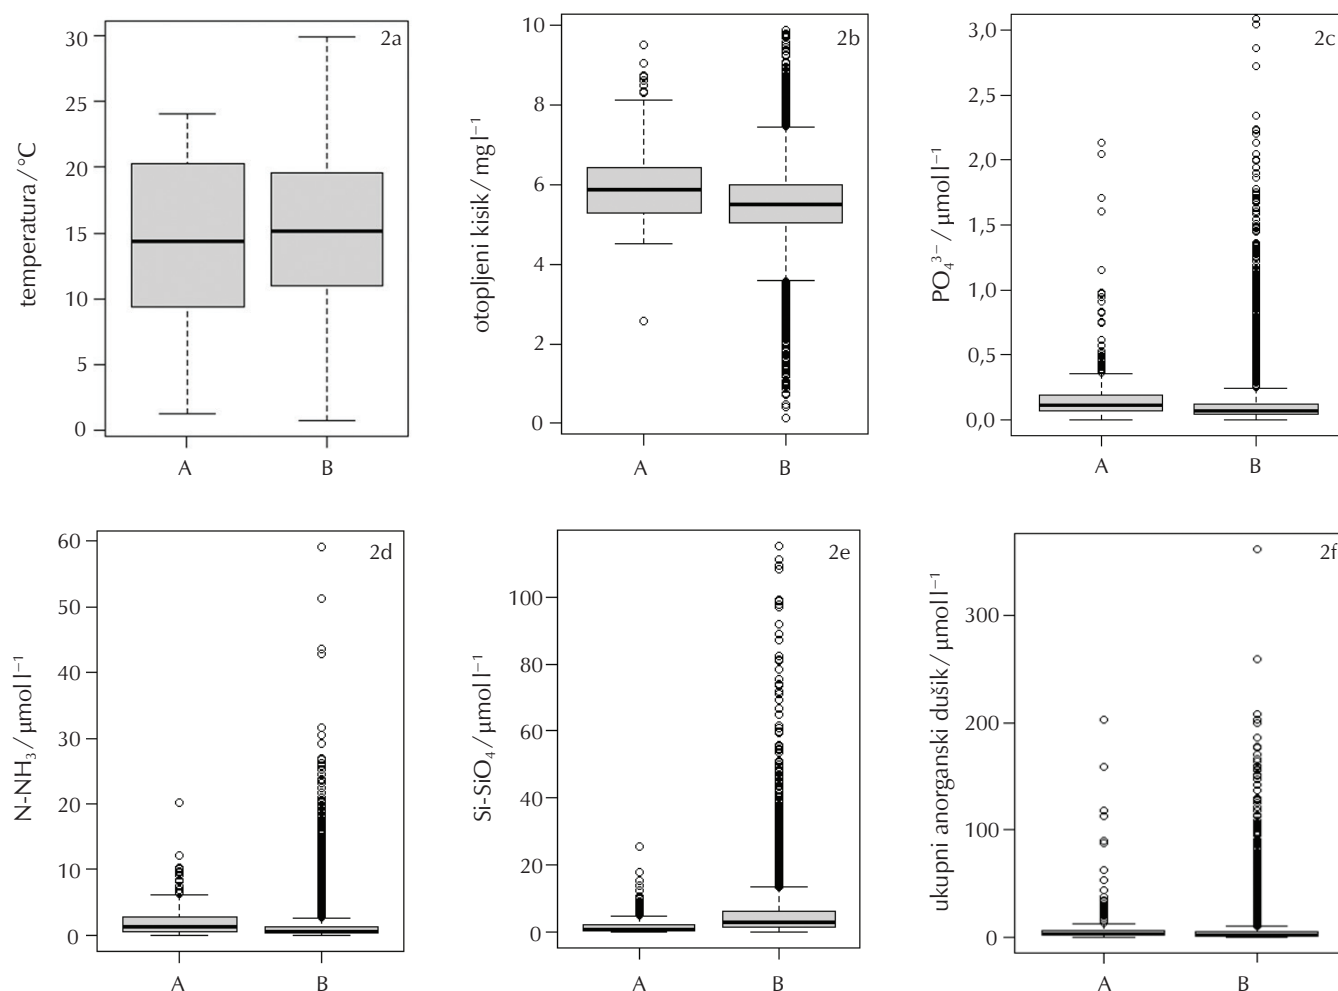 2a
temperatura/°C
30
25
20
15
10
5
0
A B
2b
otopljeni kisik/mg l⁻¹
10
8
6
4
2
0
A B
2c
PO₄³⁻/µmol l⁻¹
3,0
2,5
2,0
1,5
1,0
0,5
0,0
A B
2d
N-NH₃/µmol l⁻¹
60
50
40
30
20
10
0
A B
2e
Si-SiO₄/µmol l⁻¹
100
80
60
40
20
0
A B
2f
ukupni anorganski dušik/µmol l⁻¹
300
200
100
0
A B